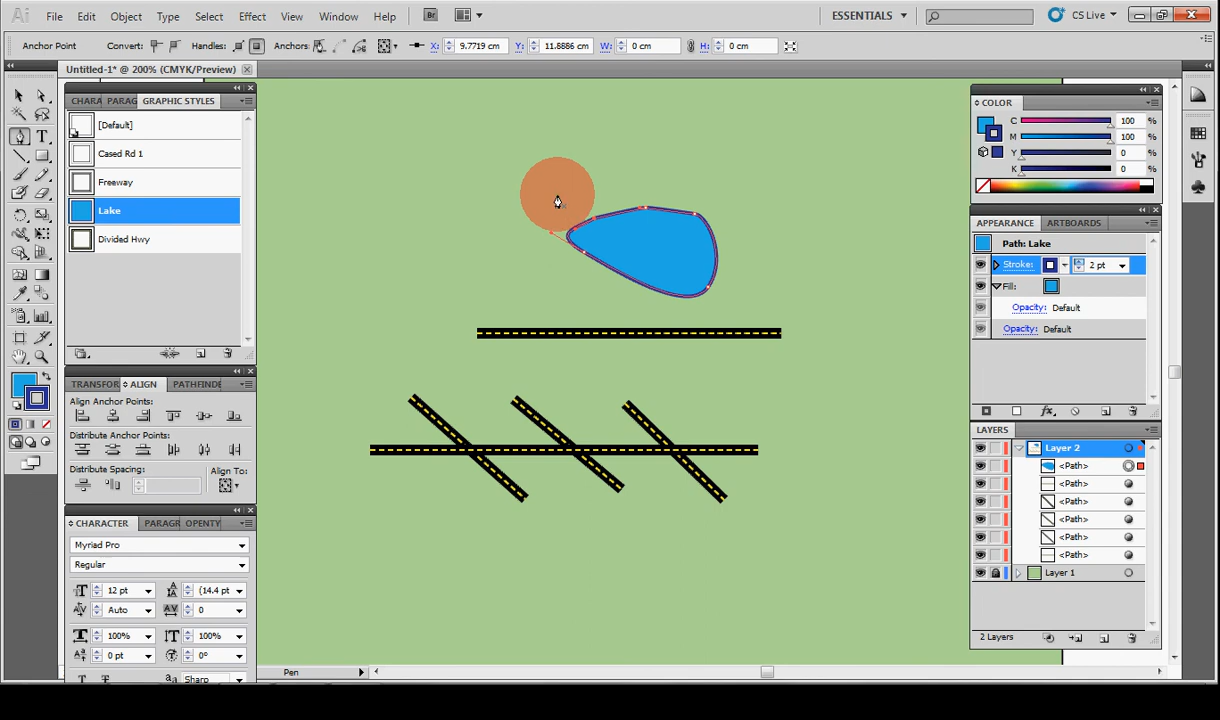 Ai File Edit Object Type Select Effect View Window Help Br ESSENTIALS CS Live
Anchor Point Convert: Handles: Anchors: X: 9.7719 cm Y: 11.8886 cm W: 0 cm H: 0 cm
Untitled-1* @ 200% (CMYK/Preview)
CHARA PARAG GRAPHIC STYLES
[Default]
Cased Rd 1
Freeway
Lake
Divided Hwy
TRANSFOR ALIGN PATHFINDE
Align Anchor Points:
Distribute Anchor Points:
Distribute Spacing: Align To:
CHARACTER PARAGR OPENTY
Myriad Pro
Regular
12 pt (14.4 pt
Auto 0
100% 100%
0 pt 0°
Sharp
Pen
COLOR
C 100 %
M 100 %
Y 0 %
K 0 %
APPEARANCE ARTBOARDS
Path: Lake
Stroke: 2 pt
Fill:
Opacity: Default
Opacity: Default
LAYERS
Layer 2
<Path>
<Path>
<Path>
<Path>
<Path>
<Path>
Layer 1
2 Layers